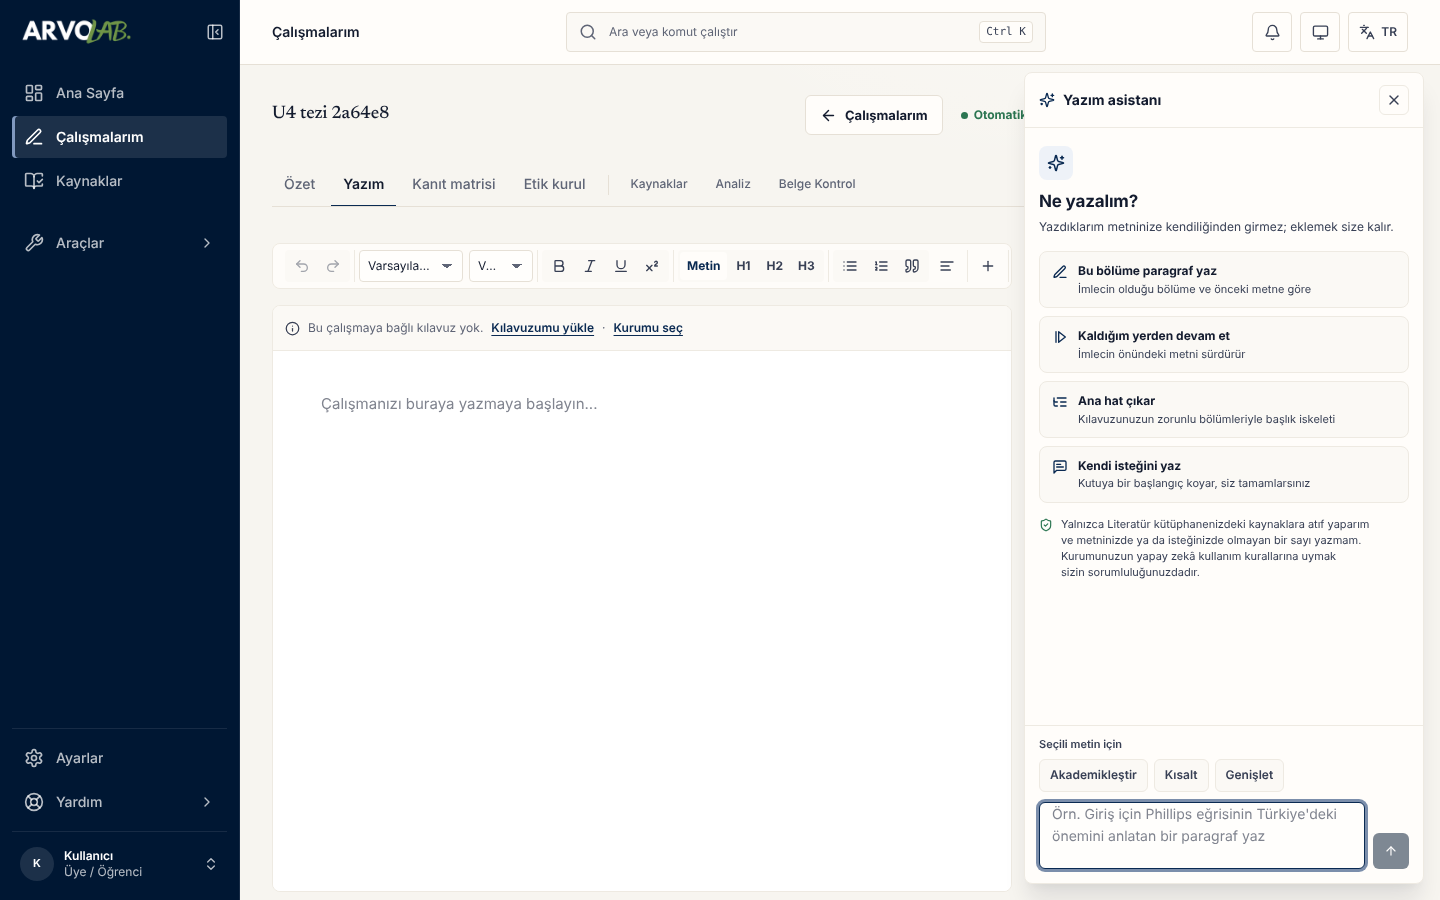 ARVOLAB.
Ana Sayfa
Çalışmalarım
Kaynaklar
Araçlar
Ayarlar
Yardım
K
Kullanıcı
Üye / Öğrenci
Çalışmalarım
Ara veya komut çalıştır
Ctrl K
TR
U4 tezi 2a64e8
Çalışmalarım
Otomatik
Özet
Yazım
Kanıt matrisi
Etik kurul
Kaynaklar
Analiz
Belge Kontrol
Varsayıla...
V...
B
I
U
x²
Metin
H1
H2
H3
Bu çalışmaya bağlı kılavuz yok. Kılavuzumu yükle · Kurumu seç
Çalışmanızı buraya yazmaya başlayın...
Yazım asistanı
Ne yazalım?
Yazdıklarım metninize kendiliğinden girmez; eklemek size kalır.
Bu bölüme paragraf yaz
İmlecin olduğu bölüme ve önceki metne göre
Kaldığım yerden devam et
İmlecin önündeki metni sürdürür
Ana hat çıkar
Kılavuzunuzun zorunlu bölümleriyle başlık iskeleti
Kendi isteğini yaz
Kutuya bir başlangıç koyar, siz tamamlarsınız
Yalnızca Literatür kütüphanenizdeki kaynaklara atıf yaparım
ve metninizde ya da isteğinizde olmayan bir sayı yazmam.
Kurumunuzun yapay zekâ kullanım kurallarına uymak
sizin sorumluluğunuzdadır.
Seçili metin için
Akademikleştir
Kısalt
Genişlet
Örn. Giriş için Phillips eğrisinin Türkiye'deki
önemini anlatan bir paragraf yaz